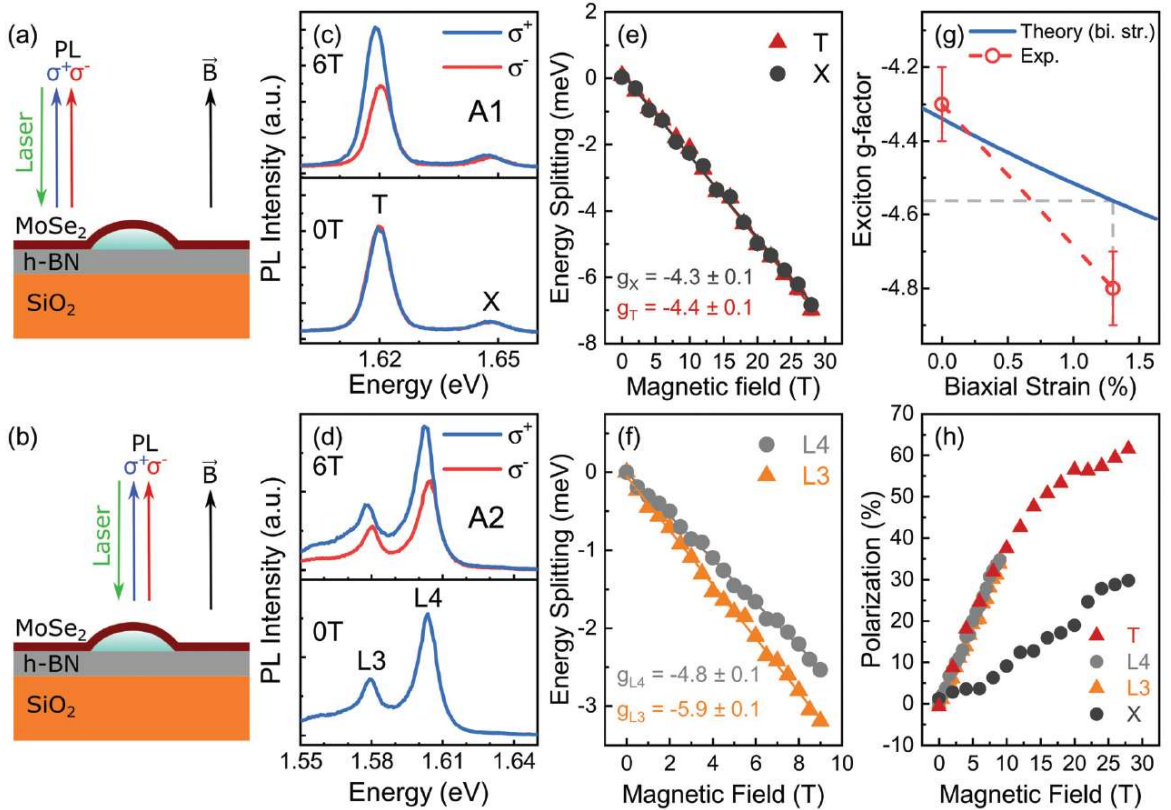 (a)
PL
σ+ σ-
B
Laser
MoSe2
h-BN
SiO2
(b)
PL
σ+ σ-
B
Laser
MoSe2
h-BN
SiO2
(c)
6T
σ+
σ-
A1
0T
T
X
PL Intensity (a.u.)
1.62 1.65
Energy (eV)
(d)
6T
σ+
σ-
A2
0T
L3
L4
PL Intensity (a.u.)
1.55 1.58 1.61 1.64
Energy (eV)
(e)
T
X
gX = -4.3 ± 0.1
gT = -4.4 ± 0.1
Energy Splitting (meV)
0
-2
-4
-6
-8
0 5 10 15 20 25 30
Magnetic field (T)
(f)
L4
L3
gL4 = -4.8 ± 0.1
gL3 = -5.9 ± 0.1
Energy Splitting (meV)
0
-1
-2
-3
0 2 4 6 8 10
Magnetic Field (T)
(g)
Theory (bi. str.)
Exp.
Exciton g-factor
-4.2
-4.4
-4.6
-4.8
0.0 0.5 1.0 1.5
Biaxial Strain (%)
(h)
T
L4
L3
X
Polarization (%)
70
60
50
40
30
20
10
0
-10
0 5 10 15 20 25 30
Magnetic Field (T)